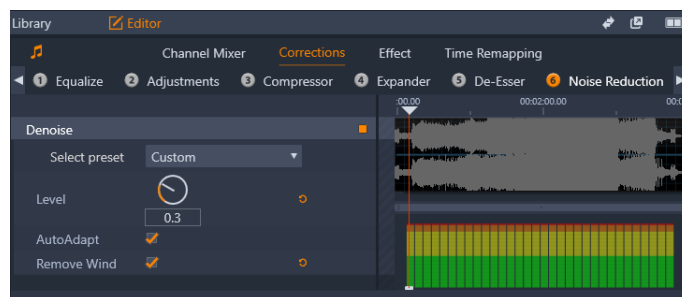 Library Editor
Channel Mixer Corrections Effect Time Remapping
1 Equalize 2 Adjustments 3 Compressor 4 Expander 5 De-Esser 6 Noise Reduction
:00.00 00:02:00.00 00:0
Denoise
Select preset Custom
Level
0.3
AutoAdapt
Remove Wind